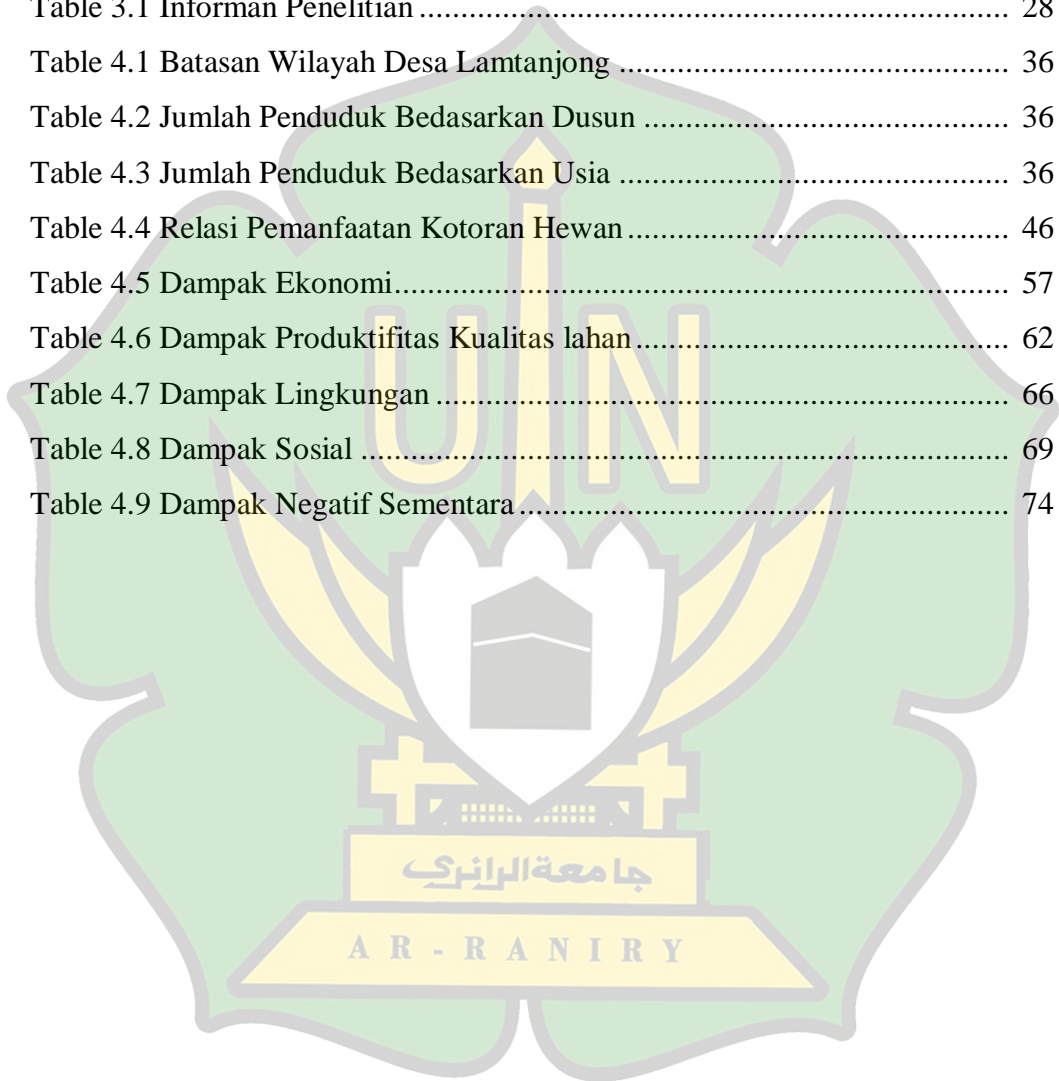 Table 3.1 Informan Penelitian ........................................................................ 28
Table 4.1 Batasan Wilayah Desa Lamtanjong ................................................ 36
Table 4.2 Jumlah Penduduk Bedasarkan Dusun ............................................. 36
Table 4.3 Jumlah Penduduk Bedasarkan Usia ................................................ 36
Table 4.4 Relasi Pemanfaatan Kotoran Hewan ............................................... 46
Table 4.5 Dampak Ekonomi............................................................................ 57
Table 4.6 Dampak Produktifitas Kualitas lahan .............................................. 62
Table 4.7 Dampak Lingkungan ....................................................................... 66
Table 4.8 Dampak Sosial ................................................................................ 69
Table 4.9 Dampak Negatif Sementara ............................................................. 74
UIN
جامعة الرانري
AR-RANIRY